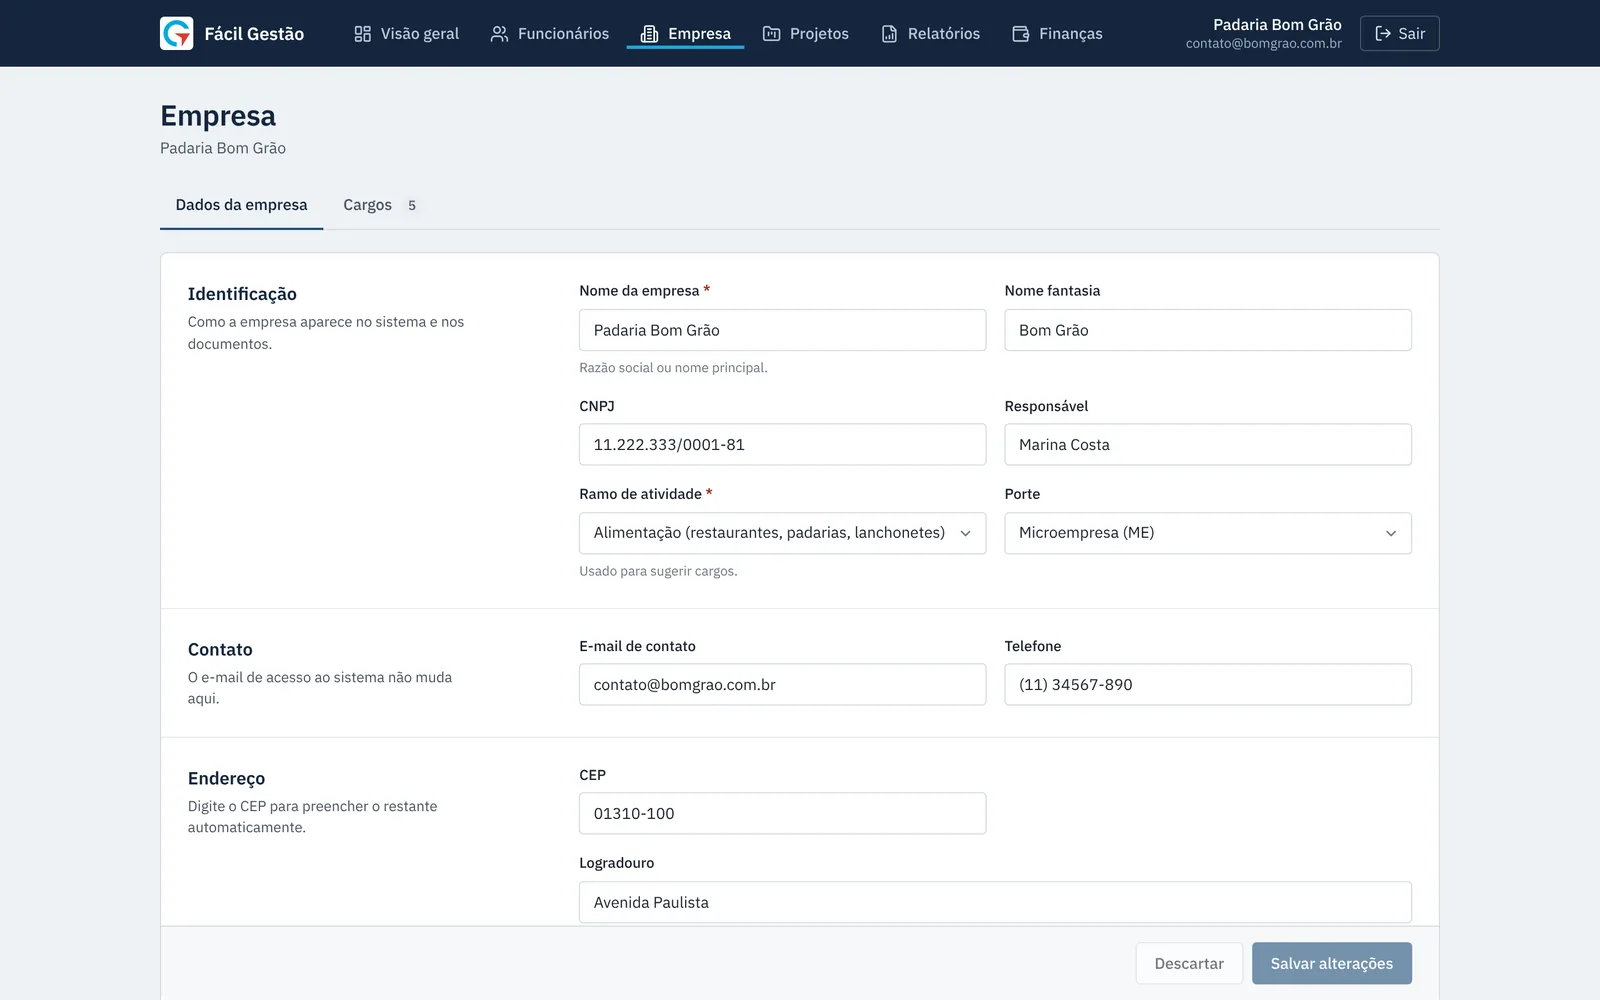 Fácil Gestão
Visão geral
Funcionários
Empresa
Projetos
Relatórios
Finanças
Padaria Bom Grão
contato@bomgrao.com.br
Sair
Empresa
Padaria Bom Grão
Dados da empresa
Cargos 5
Identificação
Como a empresa aparece no sistema e nos
documentos.
Nome da empresa *
Padaria Bom Grão
Razão social ou nome principal.
Nome fantasia
Bom Grão
CNPJ
11.222.333/0001-81
Responsável
Marina Costa
Ramo de atividade *
Alimentação (restaurantes, padarias, lanchonetes)
Usado para sugerir cargos.
Porte
Microempresa (ME)
Contato
O e-mail de acesso ao sistema não muda
aqui.
E-mail de contato
contato@bomgrao.com.br
Telefone
(11) 34567-890
Endereço
Digite o CEP para preencher o restante
automaticamente.
CEP
01310-100
Logradouro
Avenida Paulista
Descartar
Salvar alterações